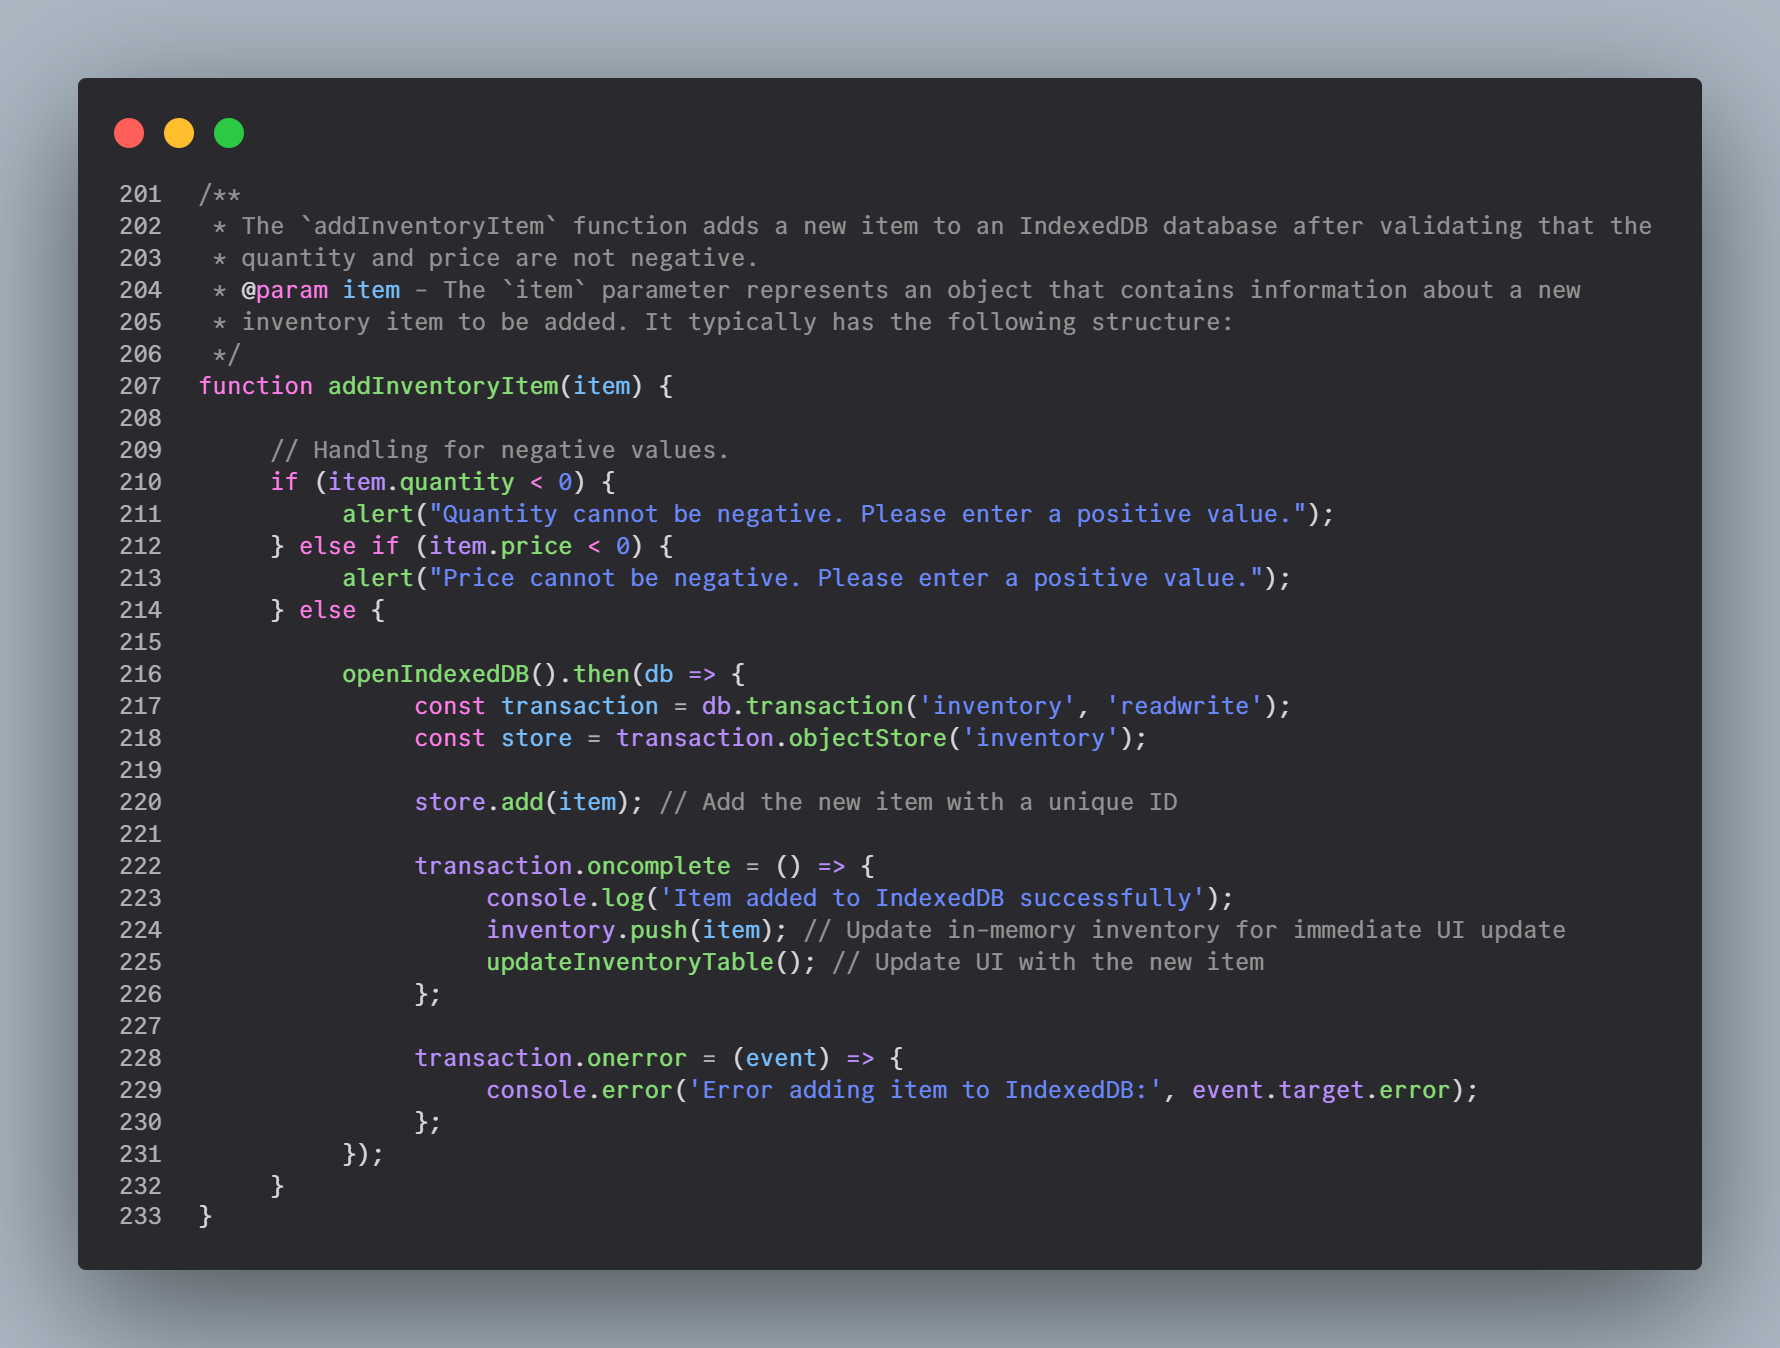 201 /**
202  * The `addInventoryItem` function adds a new item to an IndexedDB database after validating that the
203  * quantity and price are not negative.
204  * @param item - The `item` parameter represents an object that contains information about a new
205  * inventory item to be added. It typically has the following structure:
206  */
207 function addInventoryItem(item) {
208
209      // Handling for negative values.
210      if (item.quantity < 0) {
211           alert("Quantity cannot be negative. Please enter a positive value.");
212      } else if (item.price < 0) {
213           alert("Price cannot be negative. Please enter a positive value.");
214      } else {
215
216           openIndexedDB().then(db => {
217                const transaction = db.transaction('inventory', 'readwrite');
218                const store = transaction.objectStore('inventory');
219
220                store.add(item); // Add the new item with a unique ID
221
222                transaction.oncomplete = () => {
223                     console.log('Item added to IndexedDB successfully');
224                     inventory.push(item); // Update in-memory inventory for immediate UI update
225                     updateInventoryTable(); // Update UI with the new item
226                };
227
228                transaction.onerror = (event) => {
229                     console.error('Error adding item to IndexedDB:', event.target.error);
230                };
231           });
232      }
233 }